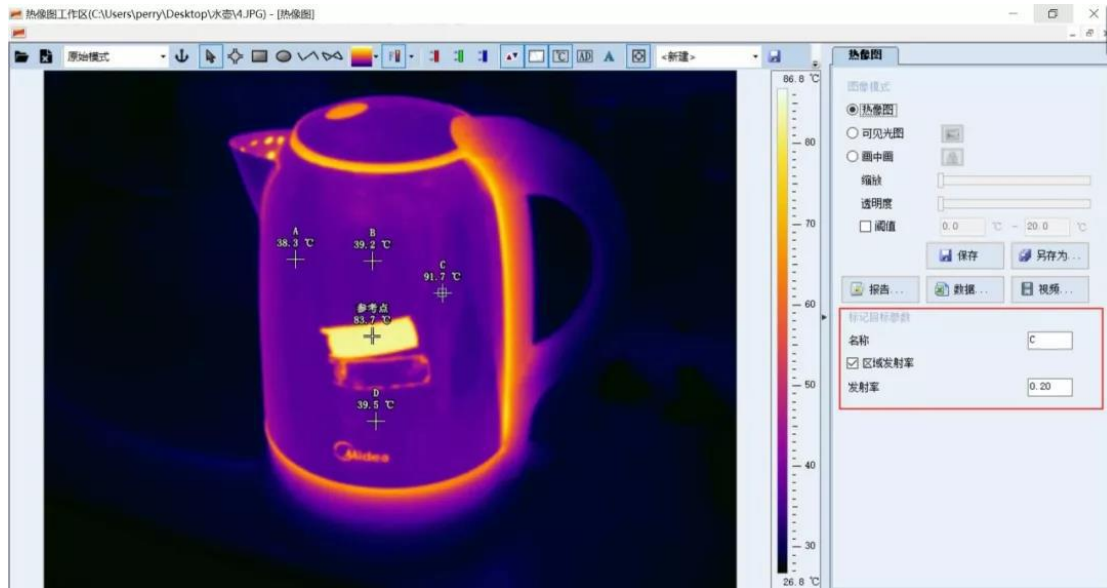 热像图工作区(C:\Users\perry\Desktop\水壶\4.JPG) - [热像图]
原始模式
AD
A
<新建>
热像图
86.8 ℃
80
70
60
50
40
30
26.8 ℃
A
38.3 ℃
B
39.2 ℃
C
91.7 ℃
参考点
83.7 ℃
D
39.5 ℃
Midea
图像模式
热像图
可见光图
画中画
缩放
透明度
阈值 0.0 ℃ - 20.0 ℃
保存 另存为...
报告... 数据... 视频...
标记目标参数
名称 C
区域发射率
发射率 0.20